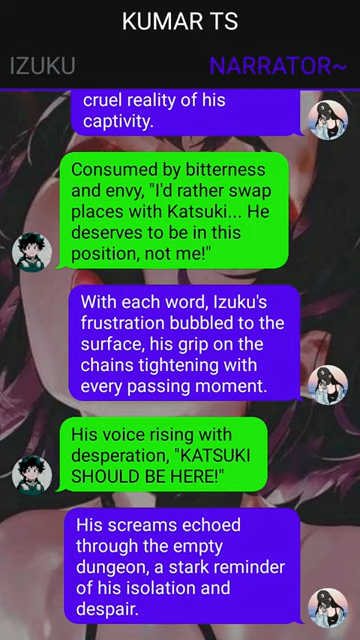 KUMAR TS
IZUKU
NARRATOR~
cruel reality of his
captivity.
Consumed by bitterness
and envy, "I'd rather swap
places with Katsuki... He
deserves to be in this
position, not me!"
With each word, Izuku's
frustration bubbled to the
surface, his grip on the
chains tightening with
every passing moment.
His voice rising with
desperation, "KATSUKI
SHOULD BE HERE!"
His screams echoed
through the empty
dungeon, a stark reminder
of his isolation and
despair.